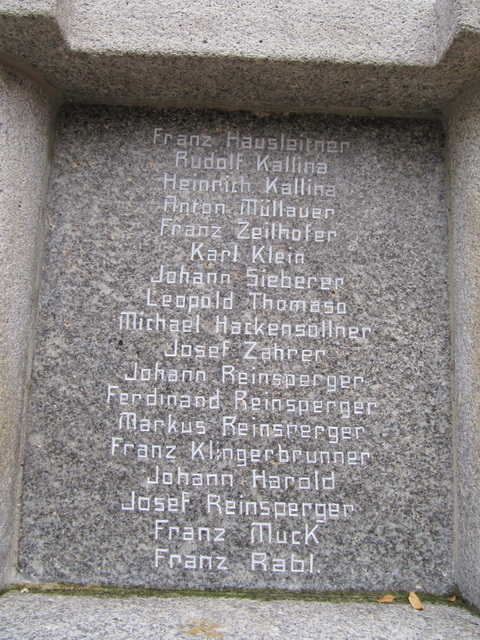 Franz Hausleitner
Rudolf Kallina
Heinrich Kallina
Anton Müllauer
Franz Zeilhofer
Karl Klein
Johann Sieberer
Leopold Thomaso
Michael Hackensöllner
Josef Zahrer
Johann Reinsperger
Ferdinand Reinsperger
Markus Reinsrerger
Franz Klingerbrunner
Johann Harold
Josef Reinsperger
Franz Muck
Franz Rabl.